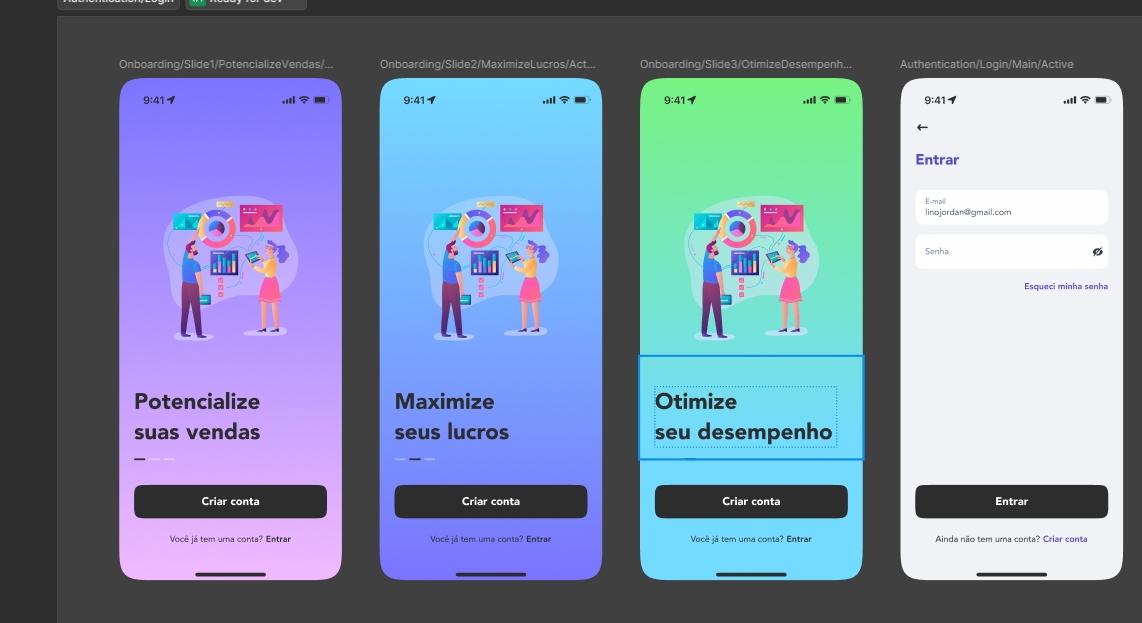 Authentication/Login
Ready for dev
Onboarding/Slide1/PotencializeVendas/...
Onboarding/Slide2/MaximizeLucros/Act...
Onboarding/Slide3/OtimizeDesempenh...
Authentication/Login/Main/Active
9:41
9:41
9:41
9:41
Entrar
E-mail
linojordan@gmail.com
Senha
Esqueci minha senha
Potencialize
suas vendas
Maximize
seus lucros
Otimize
seu desempenho
Criar conta
Criar conta
Criar conta
Entrar
Você já tem uma conta? Entrar
Você já tem uma conta? Entrar
Você já tem uma conta? Entrar
Ainda não tem uma conta? Criar conta